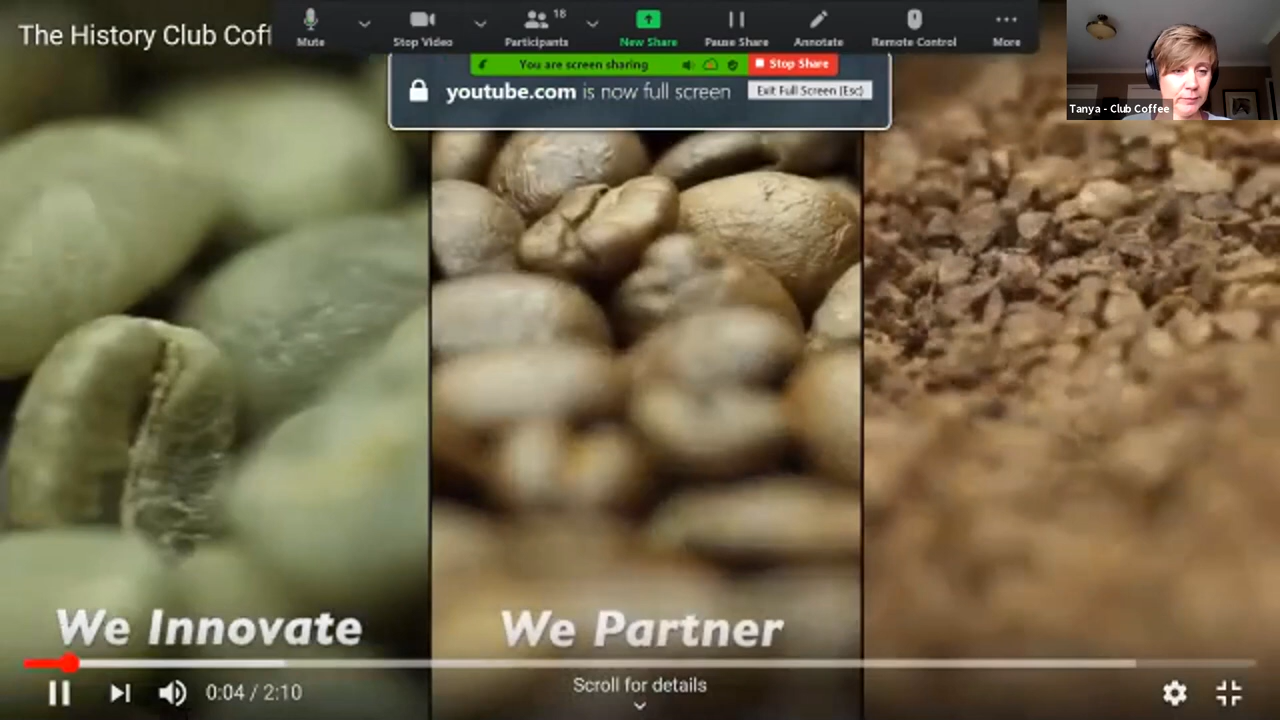 The History Club Coff
Mute
Stop Video
18
Participants
New Share
Pause Share
Annotate
Remote Control
More
You are screen sharing
Stop Share
youtube.com is now full screen
Exit Full Screen (Esc)
Tanya - Club Coffee
We Innovate
We Partner
0:04 / 2:10
Scroll for details